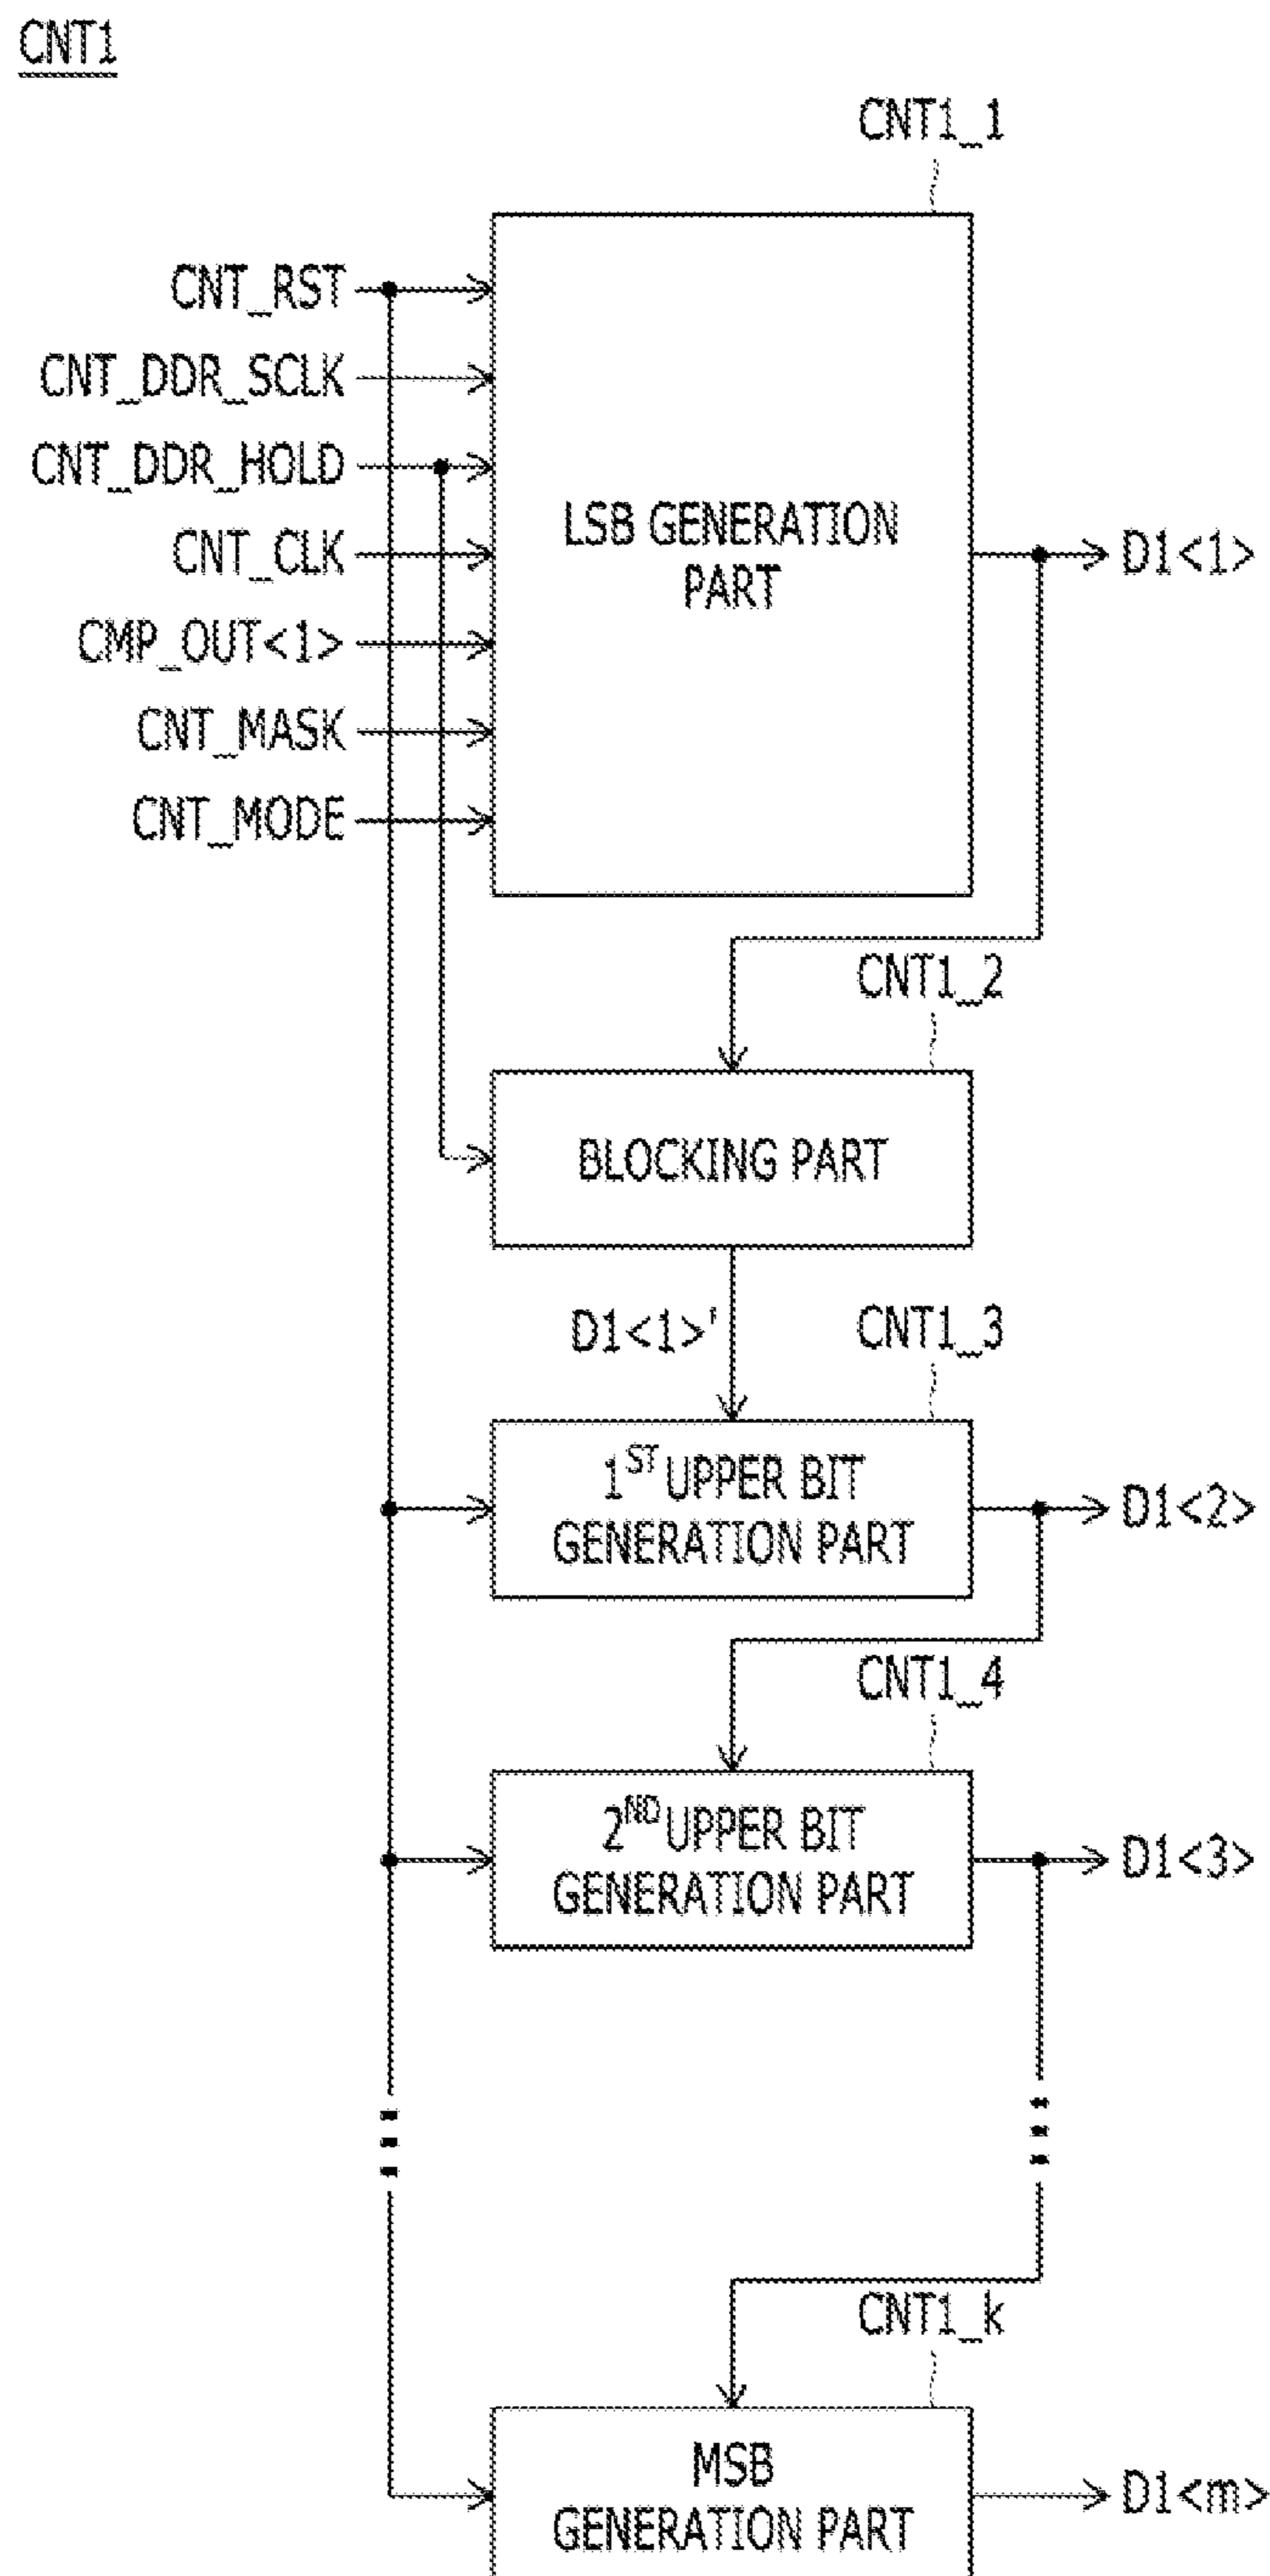 CNT1
CNT1_1
CNT_RST
CNT_DDR_SCLK
CNT_DDR_HOLD
CNT_CLK
CMP_OUT<1>
CNT_MASK
CNT_MODE
LSB GENERATION
PART
D1<1>
CNT1_2
BLOCKING PART
D1<1>'
CNT1_3
1ST UPPER BIT
GENERATION PART
D1<2>
CNT1_4
2ND UPPER BIT
GENERATION PART
D1<3>
CNT1_k
MSB
GENERATION PART
D1<m>